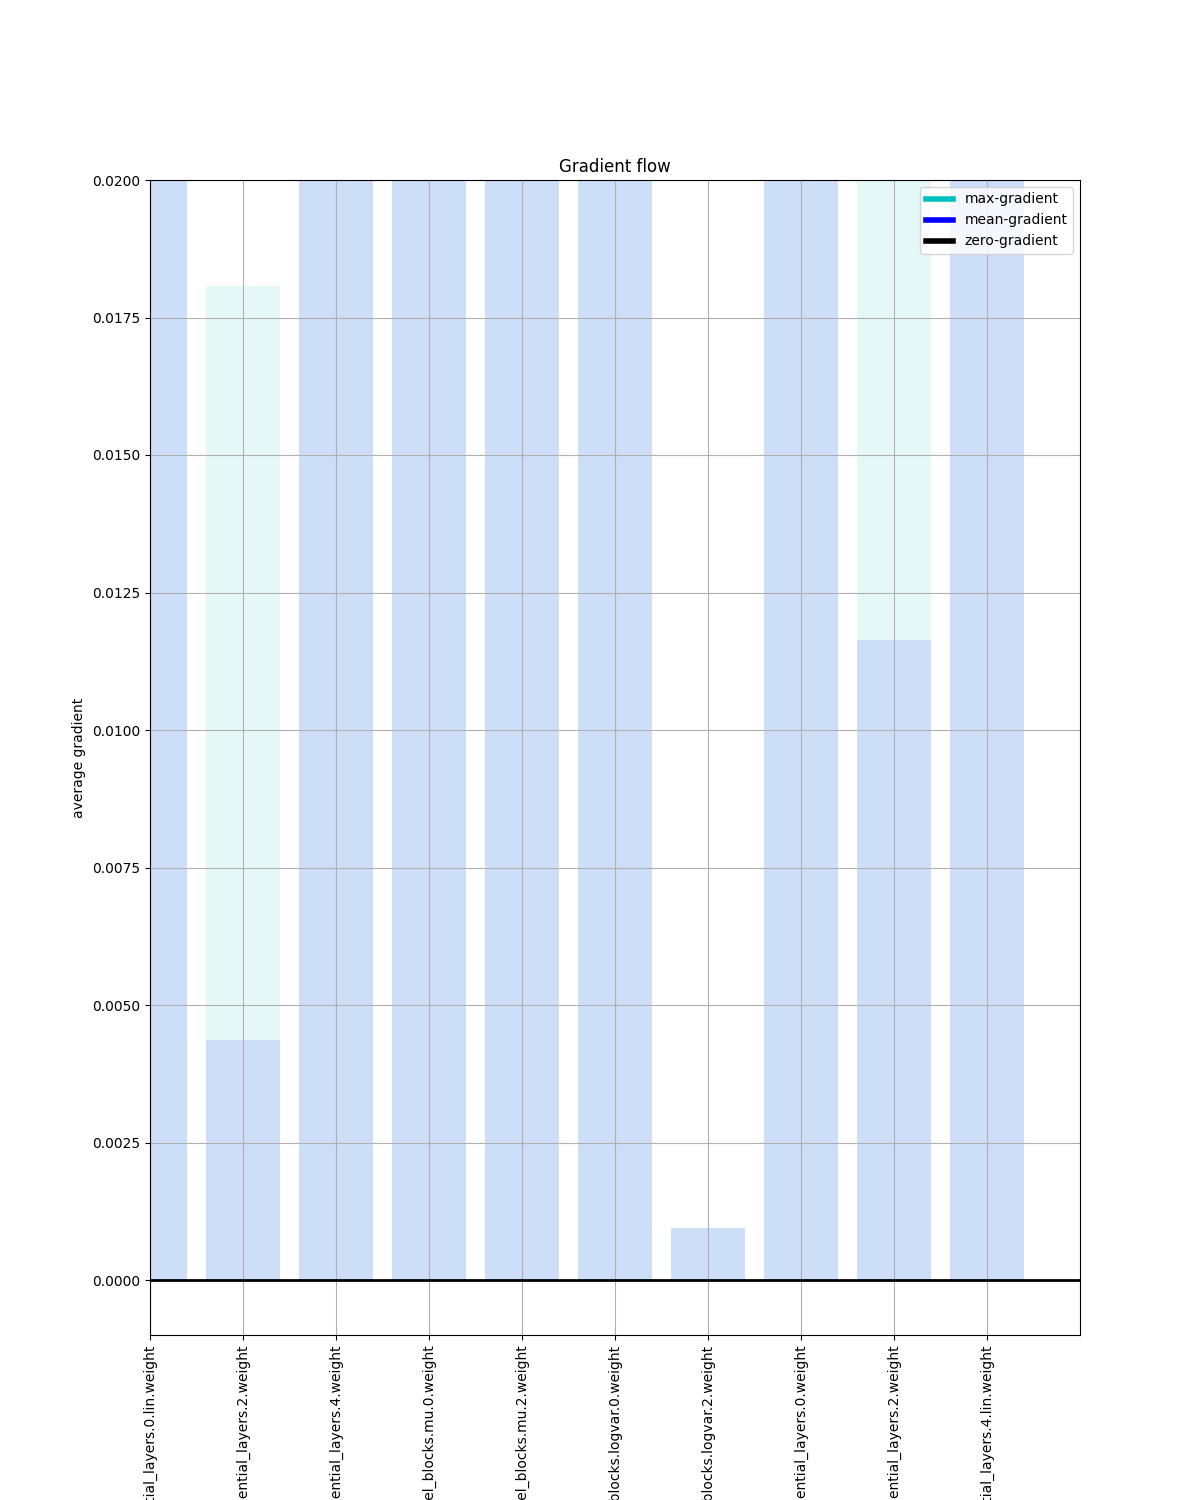 Gradient flow
max-gradient
mean-gradient
zero-gradient
0.0200
0.0175
0.0150
0.0125
0.0100
0.0075
0.0050
0.0025
0.0000
average gradient
tial_layers.0.lin.weight
ential_layers.2.weight
ential_layers.4.weight
el_blocks.mu.0.weight
el_blocks.mu.2.weight
blocks.logvar.0.weight
blocks.logvar.2.weight
ential_layers.0.weight
ential_layers.2.weight
tial_layers.4.lin.weight